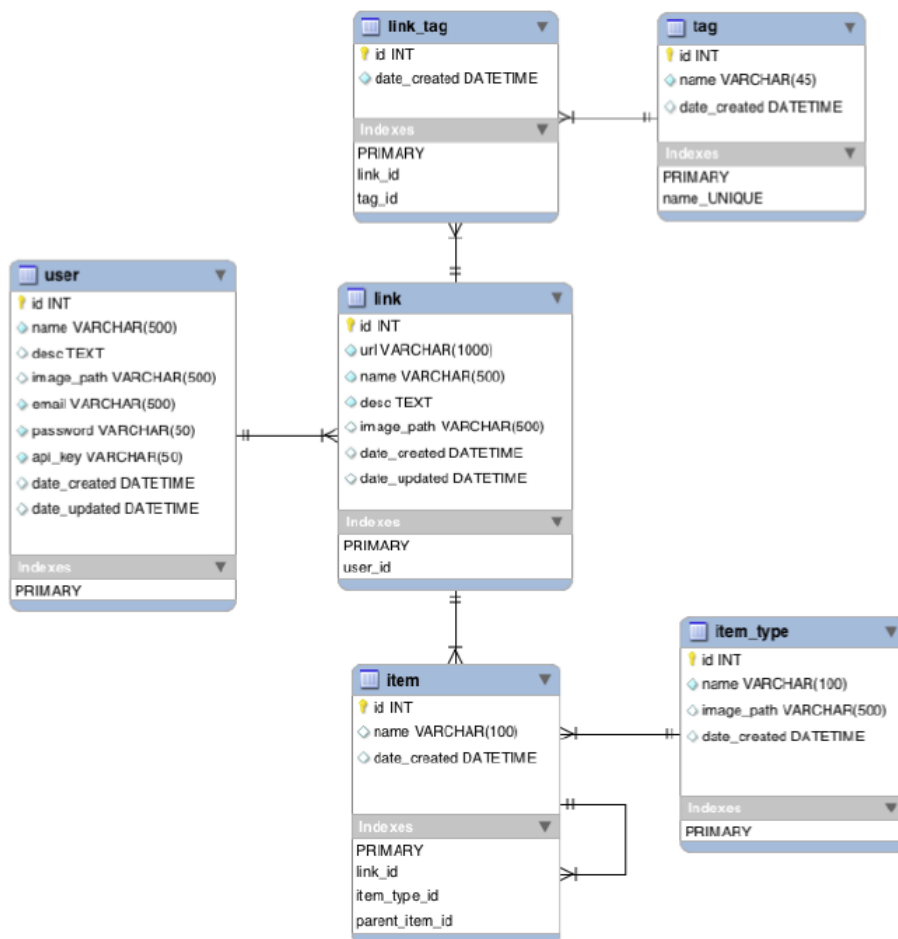 link_tag
id INT
date_created DATETIME
Indexes
PRIMARY
link_id
tag_id
tag
id INT
name VARCHAR(45)
date_created DATETIME
Indexes
PRIMARY
name_UNIQUE
user
id INT
name VARCHAR(500)
desc TEXT
image_path VARCHAR(500)
email VARCHAR(500)
password VARCHAR(50)
api_key VARCHAR(50)
date_created DATETIME
date_updated DATETIME
Indexes
PRIMARY
link
id INT
url VARCHAR(1000)
name VARCHAR(500)
desc TEXT
image_path VARCHAR(500)
date_created DATETIME
date_updated DATETIME
Indexes
PRIMARY
user_id
item
id INT
name VARCHAR(100)
date_created DATETIME
Indexes
PRIMARY
link_id
item_type_id
parent_item_id
item_type
id INT
name VARCHAR(100)
image_path VARCHAR(500)
date_created DATETIME
Indexes
PRIMARY